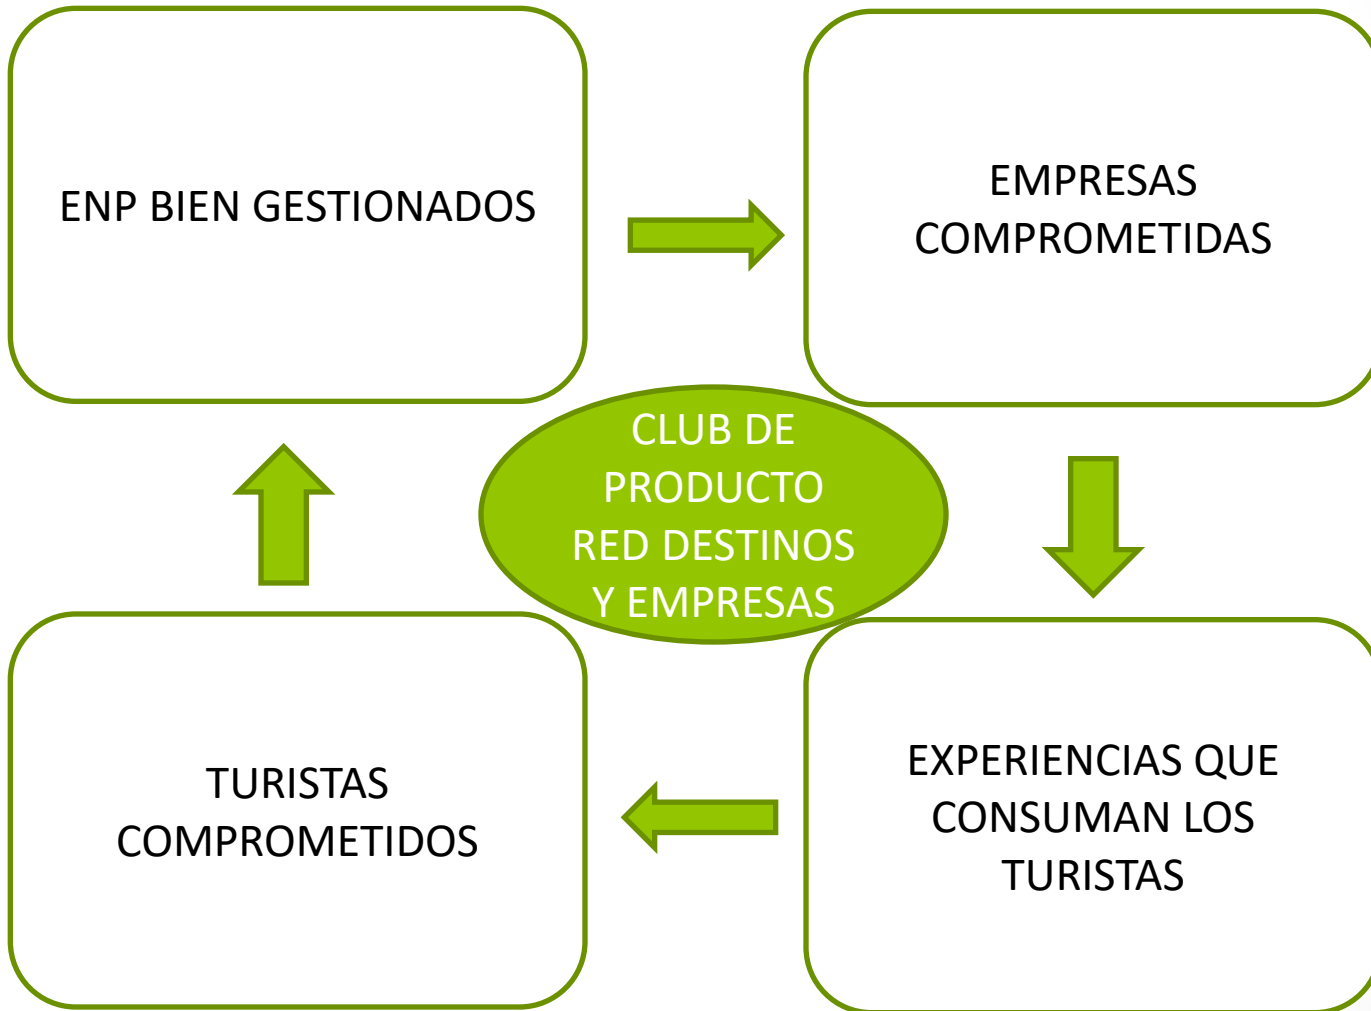 ENP BIEN GESTIONADOS
EMPRESAS
COMPROMETIDAS
CLUB DE
PRODUCTO
RED DESTINOS
Y EMPRESAS
TURISTAS
COMPROMETIDOS
EXPERIENCIAS QUE
CONSUMAN LOS
TURISTAS